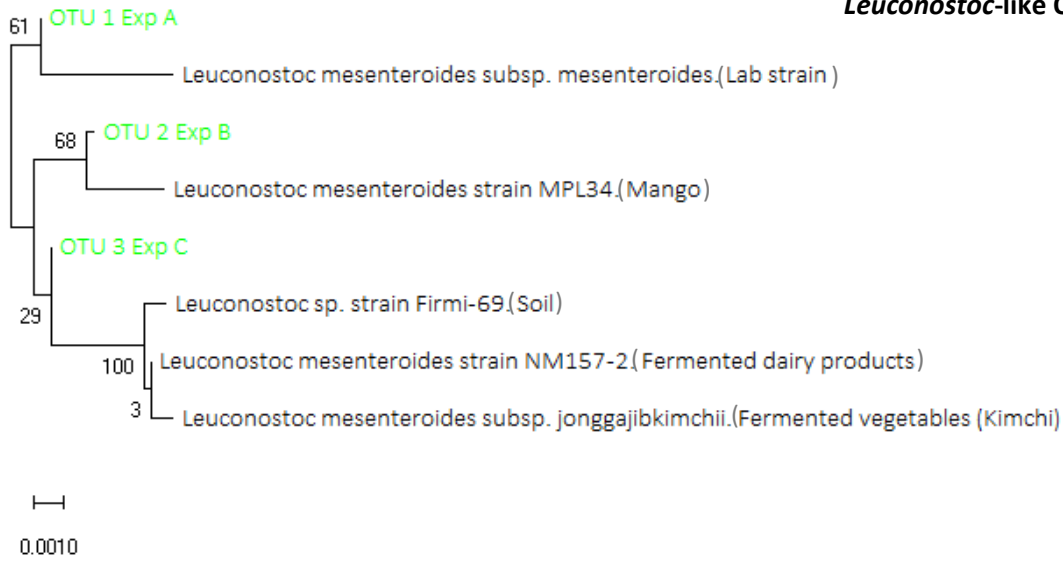 Leuconostoc-like
61
OTU 1 Exp A
Leuconostoc mesenteroides subsp. mesenteroides.(Lab strain )
68
OTU 2 Exp B
Leuconostoc mesenteroides strain MPL34.(Mango)
OTU 3 Exp C
29
Leuconostoc sp. strain Firmi-69.(Soil)
100
Leuconostoc mesenteroides strain NM157-2.(Fermented dairy products)
3
Leuconostoc mesenteroides subsp. jonggajibkimchii.(Fermented vegetables (Kimchi)
0.0010